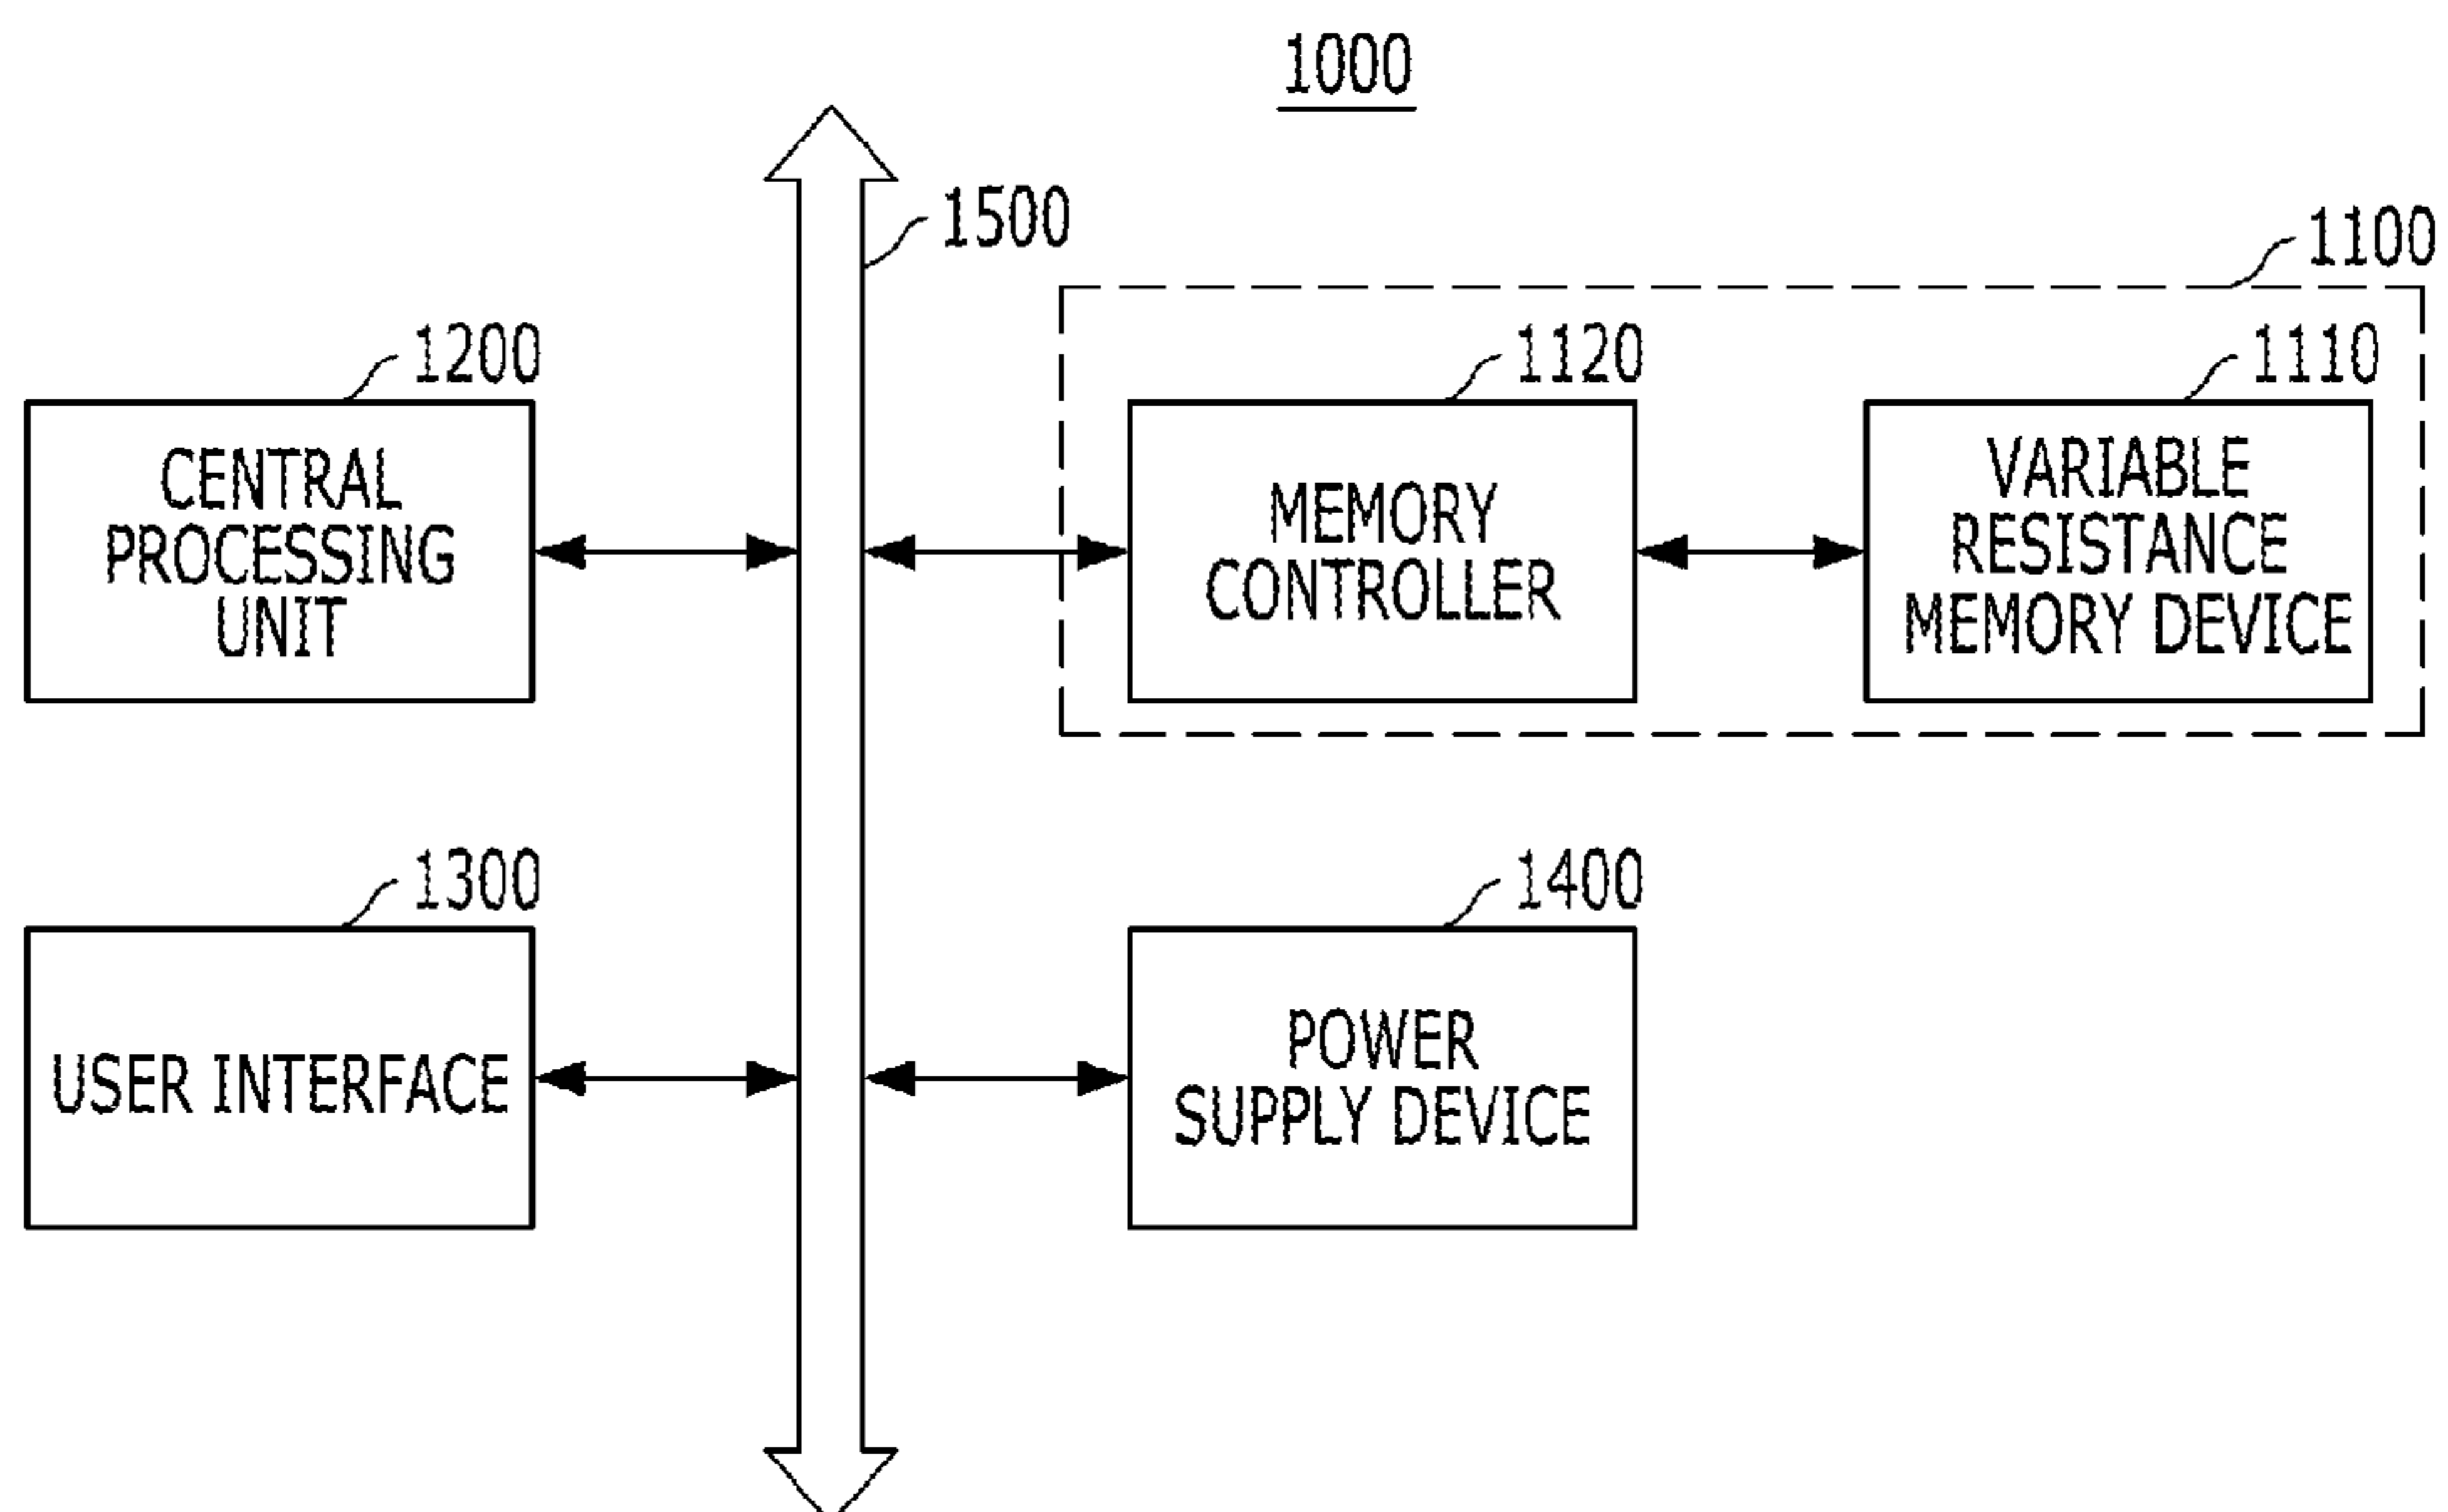 1000
1500
1100
1200
1120
1110
CENTRAL
PROCESSING
UNIT
MEMORY
CONTROLLER
VARIABLE
RESISTANCE
MEMORY DEVICE
1300
1400
USER INTERFACE
POWER
SUPPLY DEVICE